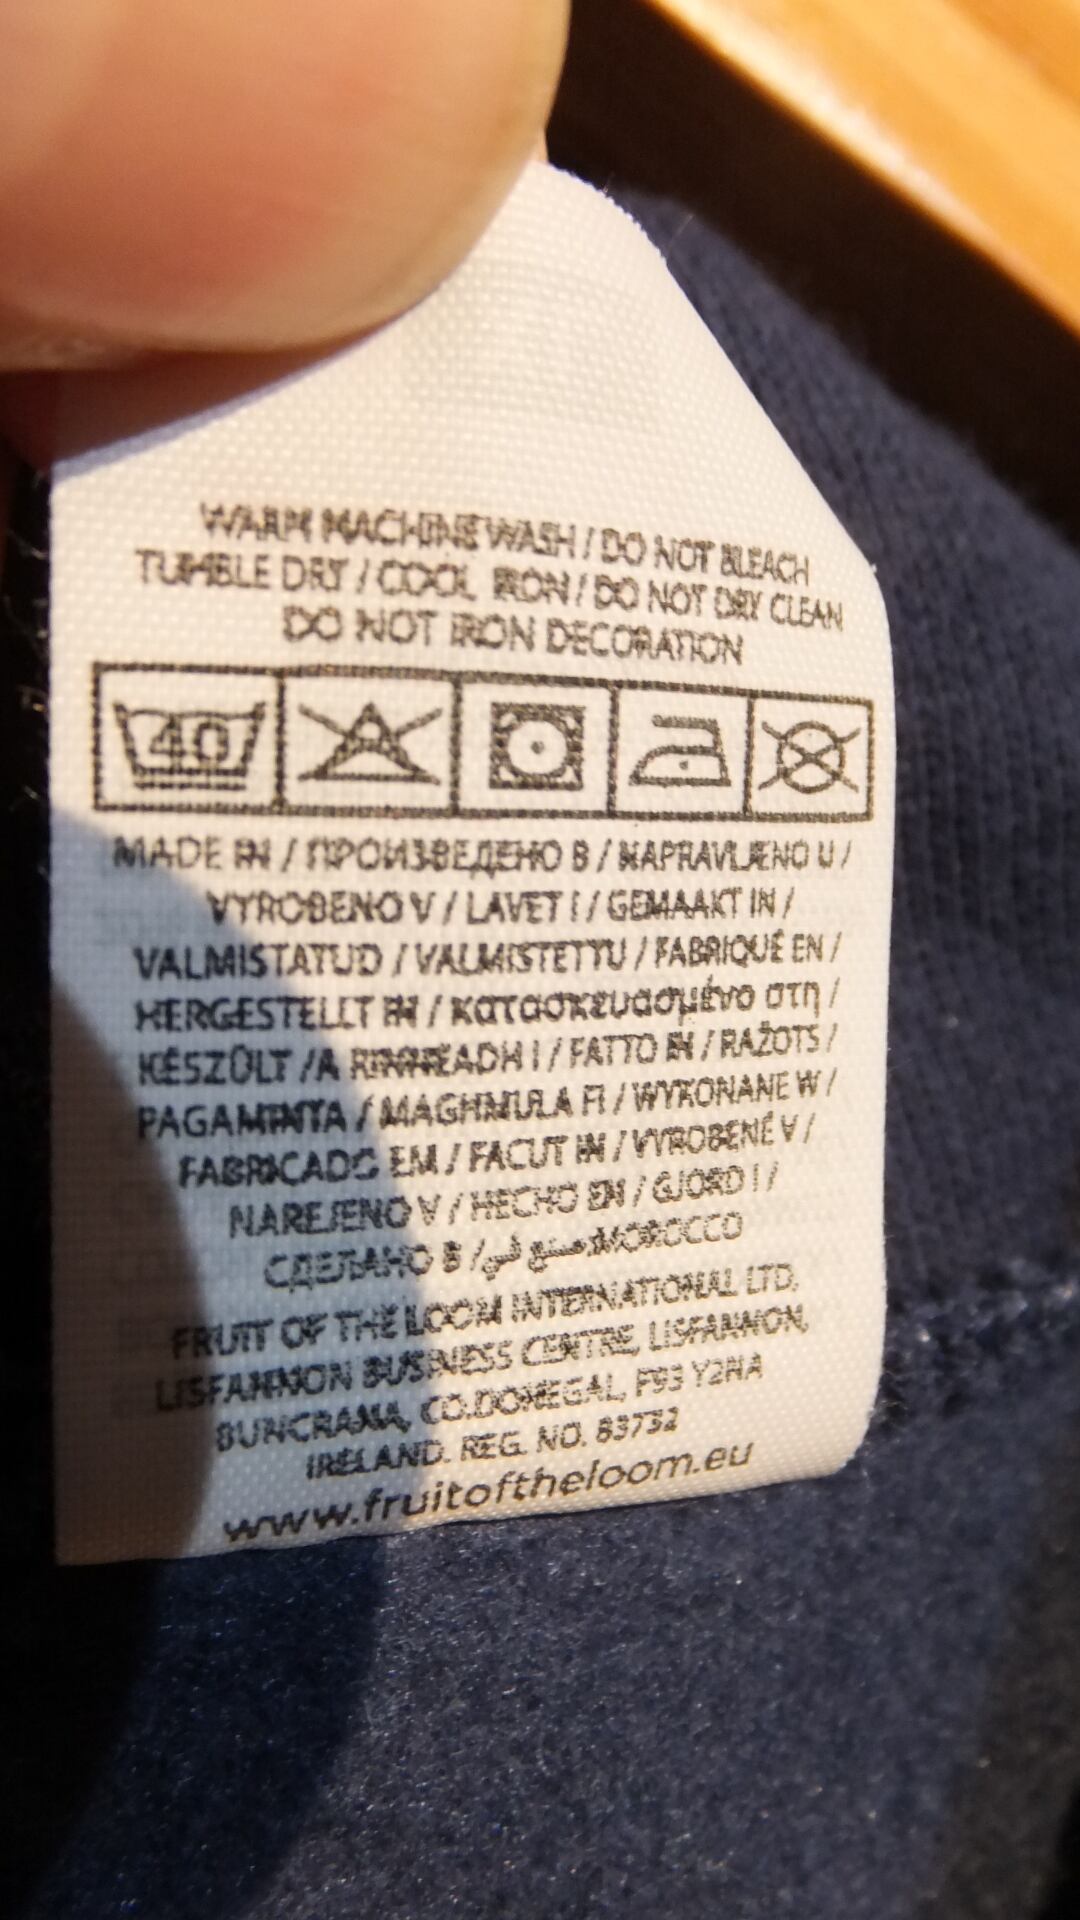 WARM MACHINE WASH / DO NOT BLEACH
TUMBLE DRY / COOL IRON / DO NOT DRY CLEAN
DO NOT IRON DECORATION
40
MADE IN / ПРОИЗВЕДЕНО В / NAPRAVLJENO U /
VYROBENO V / LAVET I / GEMAAKT IN /
VALMISTATUD / VALMISTETTU / FABRIQUÉ EN /
HERGESTELLT IN / κατασκευασμένο στη /
KÉSZÜLT /A RINNEADH I / FATTO IN / RAŽOTS /
PAGAMINTA / MAGHMULA FI / WYKONANE W /
FABRICADO EM / FACUT IN / VYROBENÉ V /
NAREJENO V / HECHO EN / GJORD I /
СДЕЛАНО В / صنع في:MOROCCO
FRUIT OF THE LOOM INTERNATIONAL LTD.
LISFANNON BUSINESS CENTRE, LISFANNON,
BUNCRANA, CO.DONEGAL, F93 Y2NA
IRELAND. REG. NO. 83732
www.fruitoftheloom.eu